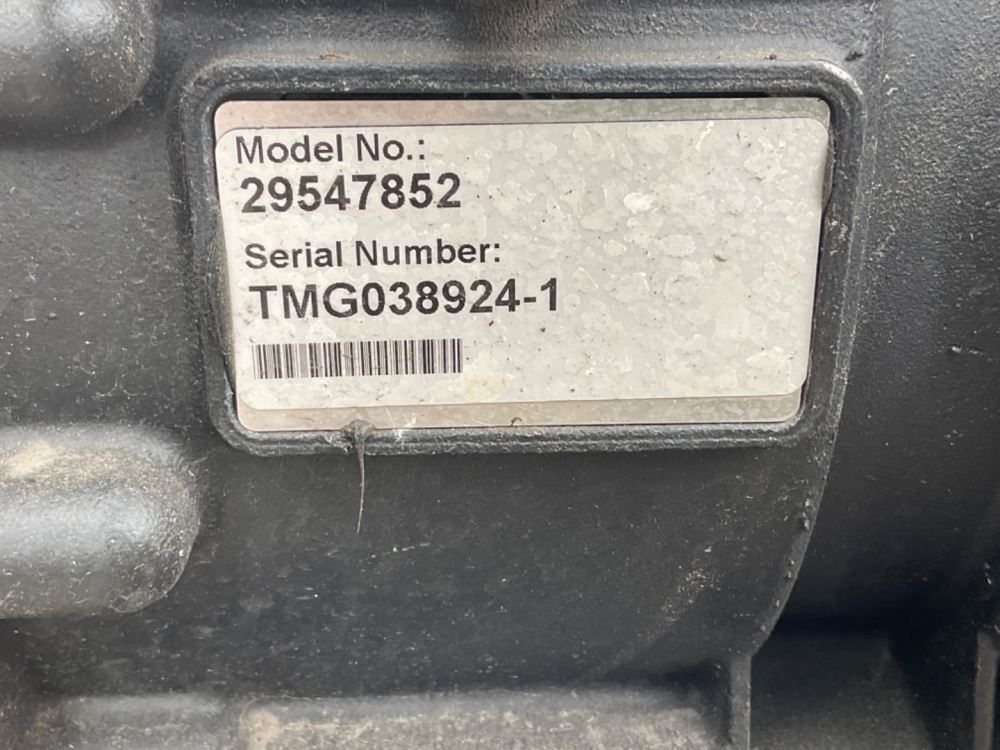 Model No.:
29547852
Serial Number:
TMG038924-1